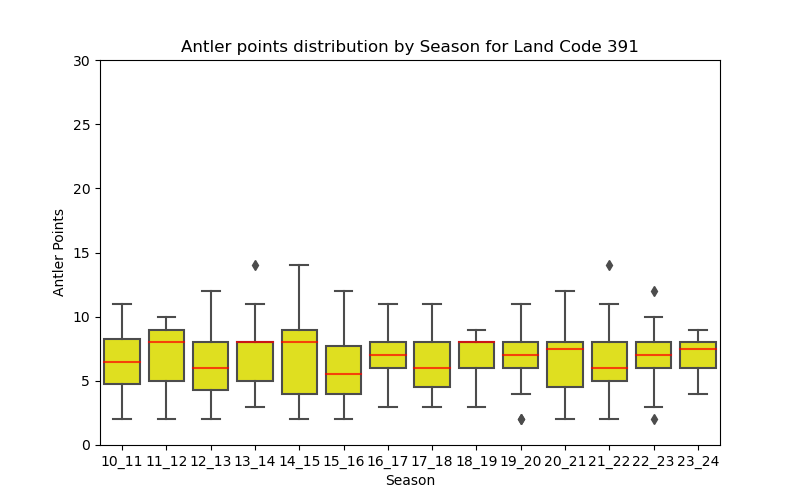 Antler points distribution by Season for Land Code 391
Antler Points
30
25
20
15
10
5
0
10_11 11_12 12_13 13_14 14_15 15_16 16_17 17_18 18_19 19_20 20_21 21_22 22_23 23_24
Season